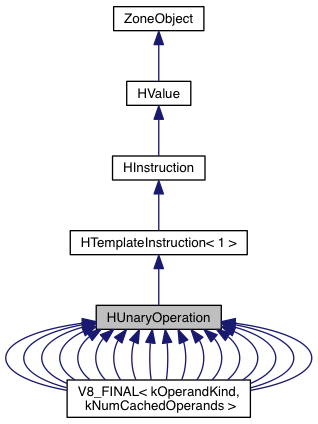 ZoneObject
HValue
HInstruction
HTemplateInstruction< 1 >
HUnaryOperation
V8_FINAL< kOperandKind,
kNumCachedOperands >